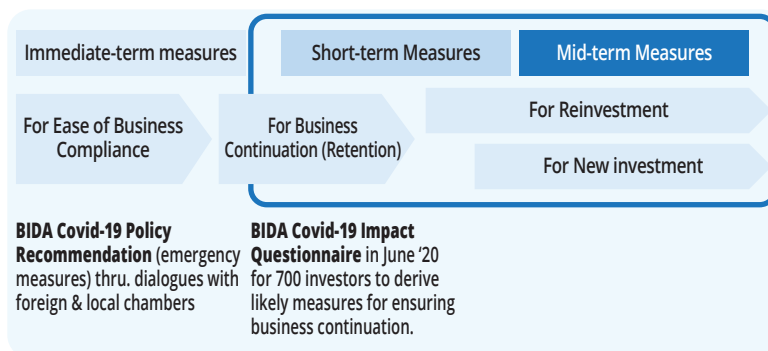 Immediate-term measures
Short-term Measures
Mid-term Measures
For Ease of Business
Compliance
For Business
Continuation (Retention)
For Reinvestment
For New investment
BIDA Covid-19 Policy
Recommendation (emergency
measures) thru. dialogues with
foreign & local chambers
BIDA Covid-19 Impact
Questionnaire in June ‘20
for 700 investors to derive
likely measures for ensuring
business continuation.